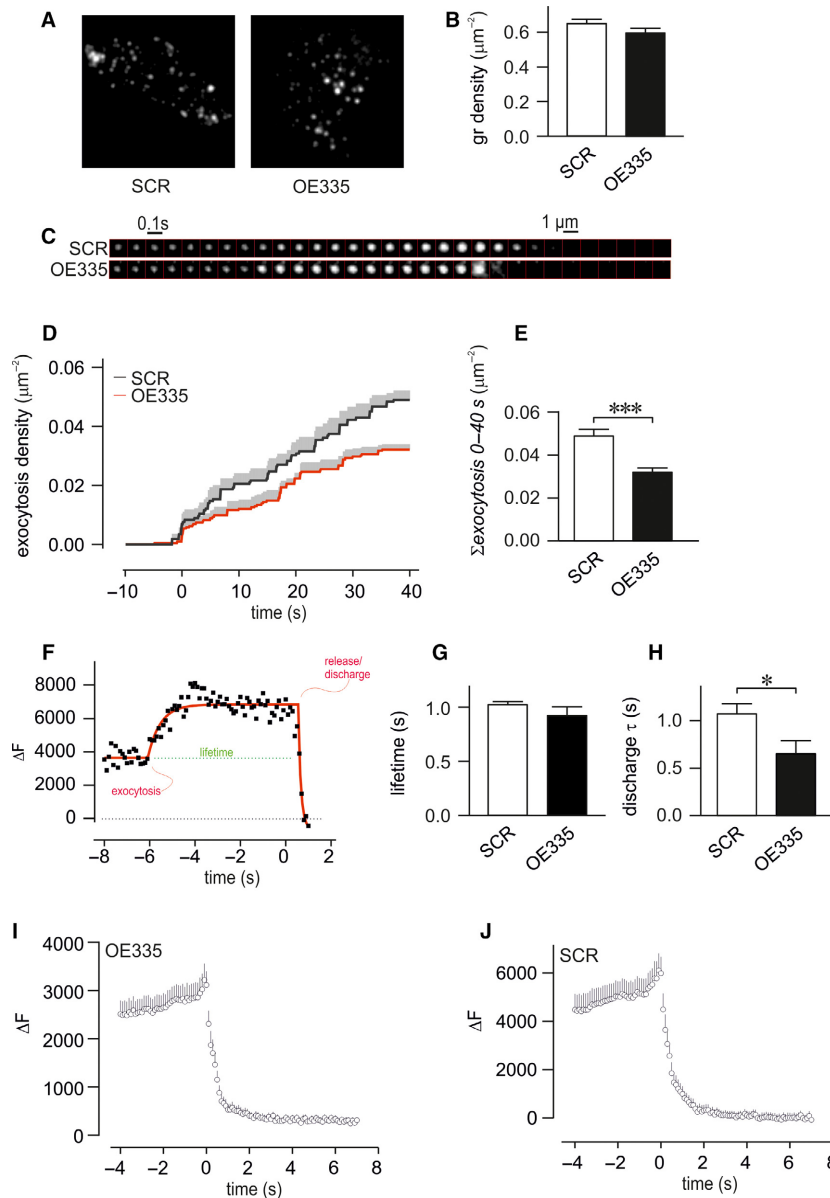 A
SCR
OE335
B
gr density (μm⁻²)
0.6
0.4
0.2
0.0
SCR
OE335
C
0.1s
1 μm
SCR
OE335
D
exocytosis density (μm⁻²)
0.06
0.04
0.02
0.00
SCR
OE335
−10
0
10
20
30
40
time (s)
E
Σexocytosis 0–40 s (μm⁻²)
0.06
0.04
0.02
0.00
***
SCR
OE335
F
ΔF
8000
6000
4000
2000
0
release/
discharge
lifetime
exocytosis
−8
−6
−4
−2
0
2
time (s)
G
lifetime (s)
1.0
0.5
0.0
SCR
OE335
H
discharge τ (s)
1.0
0.5
0.0
*
SCR
OE335
I
OE335
ΔF
4000
3000
2000
1000
0
−4
−2
0
2
4
6
8
time (s)
J
SCR
ΔF
6000
4000
2000
0
−4
−2
0
2
4
6
8
time (s)